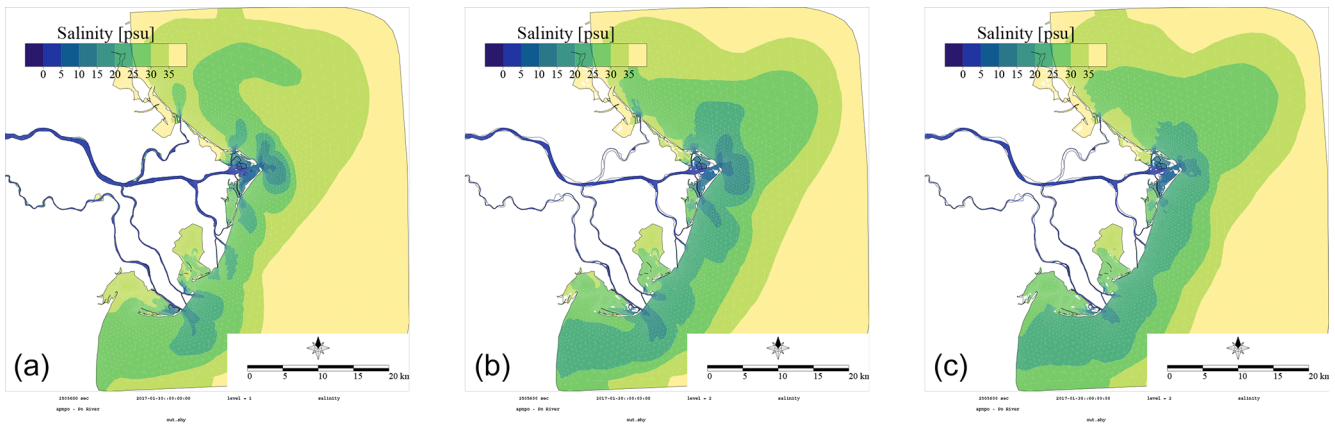 Salinity [psu]
0 5 10 15 20 25 30 35
(a)
0 5 10 15 20 km
2505600 sec 2017-01-30::00:00:00 level = 1 salinity
apmpo - Po River
out.shy
Salinity [psu]
0 5 10 15 20 25 30 35
(b)
0 5 10 15 20 km
2505600 sec 2017-01-30::00:00:00 level = 2 salinity
apmpo - Po River
out.shy
Salinity [psu]
0 5 10 15 20 25 30 35
(c)
0 5 10 15 20 km
2505600 sec 2017-01-30::00:00:00 level = 2 salinity
apmpo - Po River
out.shy